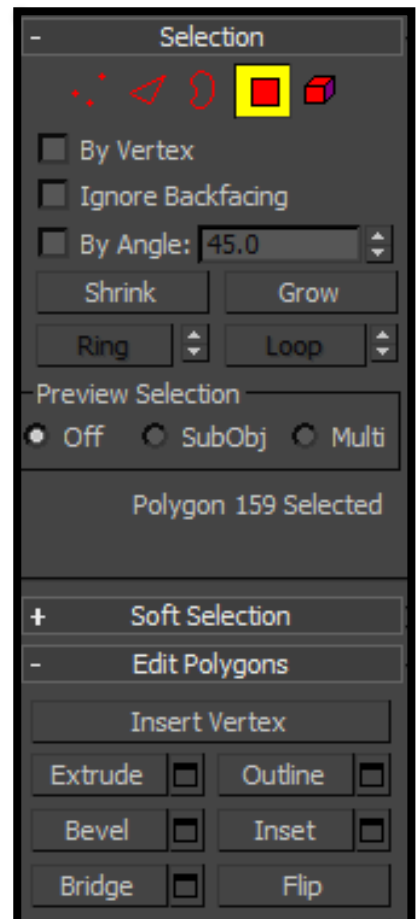 - Selection
By Vertex
Ignore Backfacing
By Angle: 45.0
Shrink Grow
Ring Loop
Preview Selection
Off SubObj Multi
Polygon 159 Selected
+ Soft Selection
- Edit Polygons
Insert Vertex
Extrude Outline
Bevel Inset
Bridge Flip